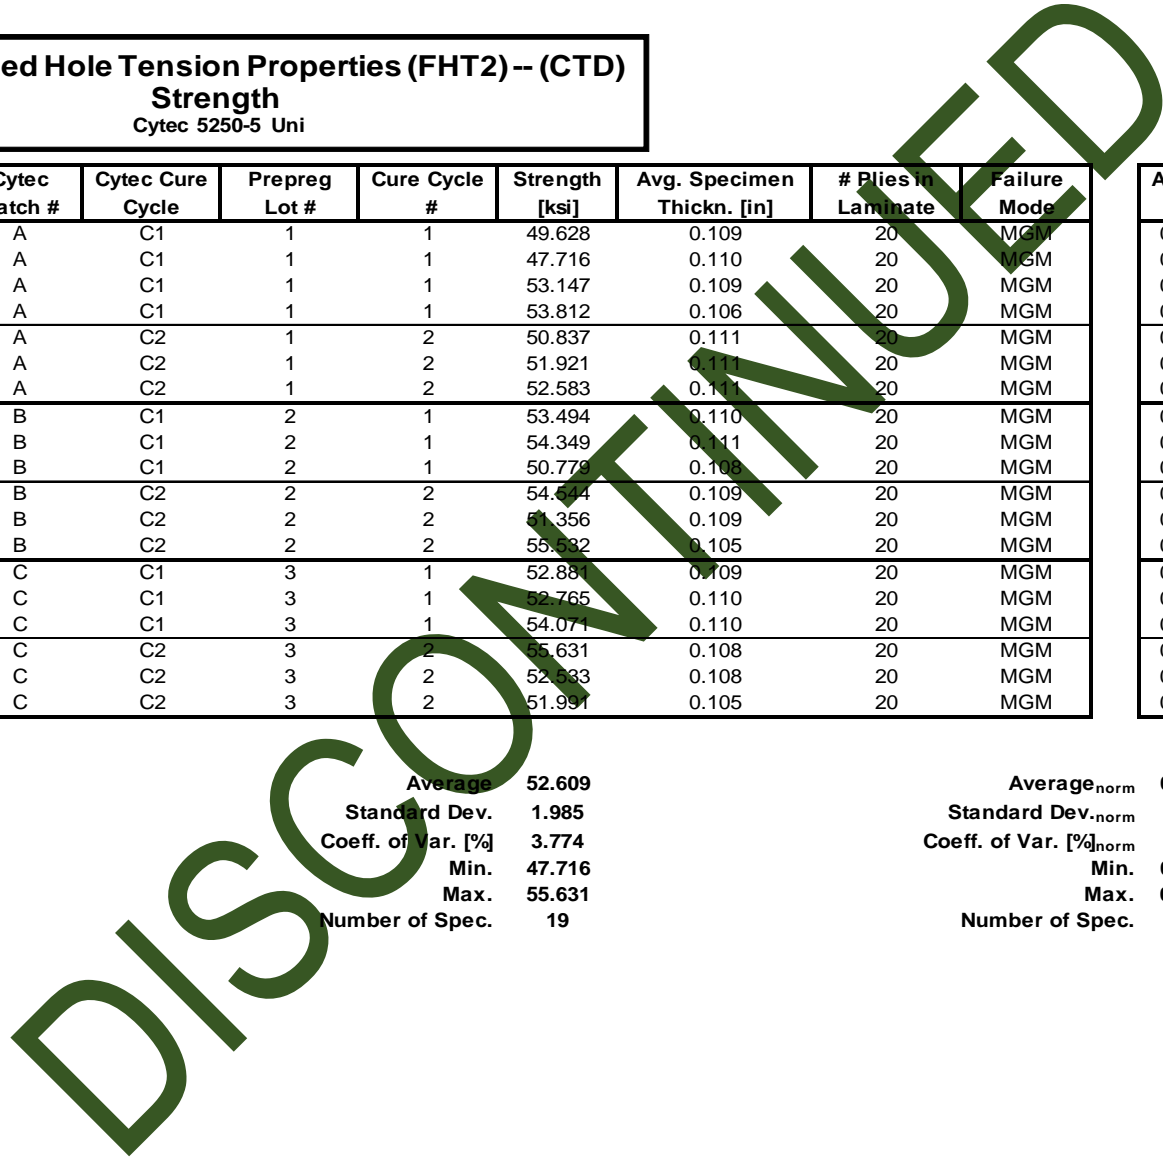 ed Hole Tension Properties (FHT2) -- (CTD)
Strength
Cytec 5250-5 Uni
Cytec Cytec Cure Prepreg Cure Cycle Strength Avg. Specimen # Plies in Failure A
atch # Cycle Lot # # [ksi] Thickn. [in] Laminate Mode
A C1 1 1 49.628 0.109 20 MGM
A C1 1 1 47.716 0.110 20 MGM
A C1 1 1 53.147 0.109 20 MGM
A C1 1 1 53.812 0.106 20 MGM
A C2 1 2 50.837 0.111 20 MGM
A C2 1 2 51.921 0.111 20 MGM
A C2 1 2 52.583 0.111 20 MGM
B C1 2 1 53.494 0.110 20 MGM
B C1 2 1 54.349 0.111 20 MGM
B C1 2 1 50.779 0.108 20 MGM
B C2 2 2 54.544 0.109 20 MGM
B C2 2 2 51.356 0.109 20 MGM
B C2 2 2 55.532 0.105 20 MGM
C C1 3 1 52.881 0.109 20 MGM
C C1 3 1 52.765 0.110 20 MGM
C C1 3 1 54.071 0.110 20 MGM
C C2 3 2 55.631 0.108 20 MGM
C C2 3 2 52.533 0.108 20 MGM
C C2 3 2 51.991 0.105 20 MGM
Average 52.609 Average norm
Standard Dev. 1.985 Standard Dev. norm
Coeff. of Var. [%] 3.774 Coeff. of Var. [%] norm
Min. 47.716 Min.
Max. 55.631 Max.
Number of Spec. 19 Number of Spec.
DISCONTINUED